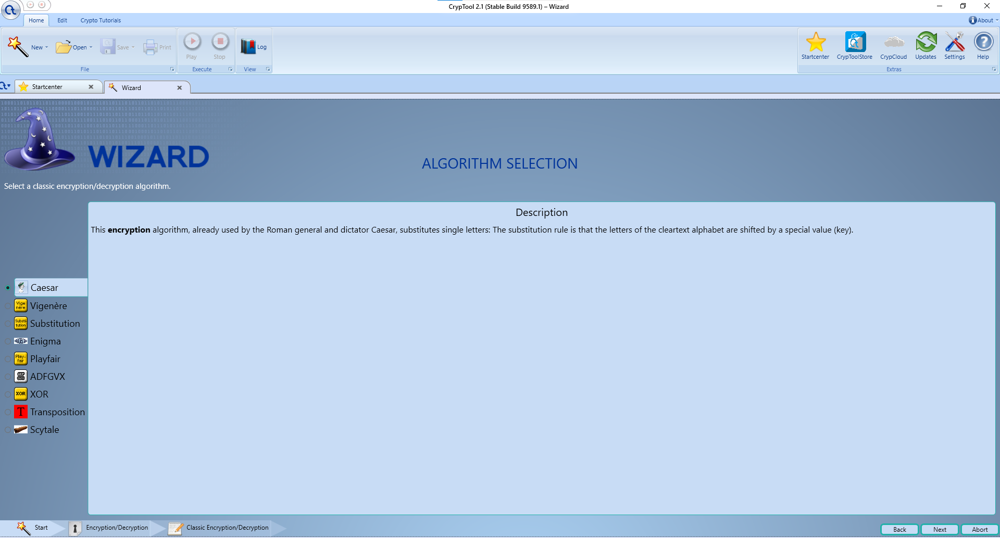 CrypTool 2.1 (Stable Build 9589.1) – Wizard
Home
Edit
Crypto Tutorials
About
New
Open
Save
Print
File
Play
Stop
Execute
Log
View
Startcenter
CrypToolStore
CrypCloud
Updates
Settings
Help
Extras
Startcenter
Wizard
WIZARD
ALGORITHM SELECTION
Select a classic encryption/decryption algorithm.
Description
This encryption algorithm, already used by the Roman general and dictator Caesar, substitutes single letters: The substitution rule is that the letters of the cleartext alphabet are shifted by a special value (key).
Caesar
Vigenère
Substitution
Enigma
Playfair
ADFGVX
XOR
Transposition
Scytale
Start
Encryption/Decryption
Classic Encryption/Decryption
Back
Next
Abort